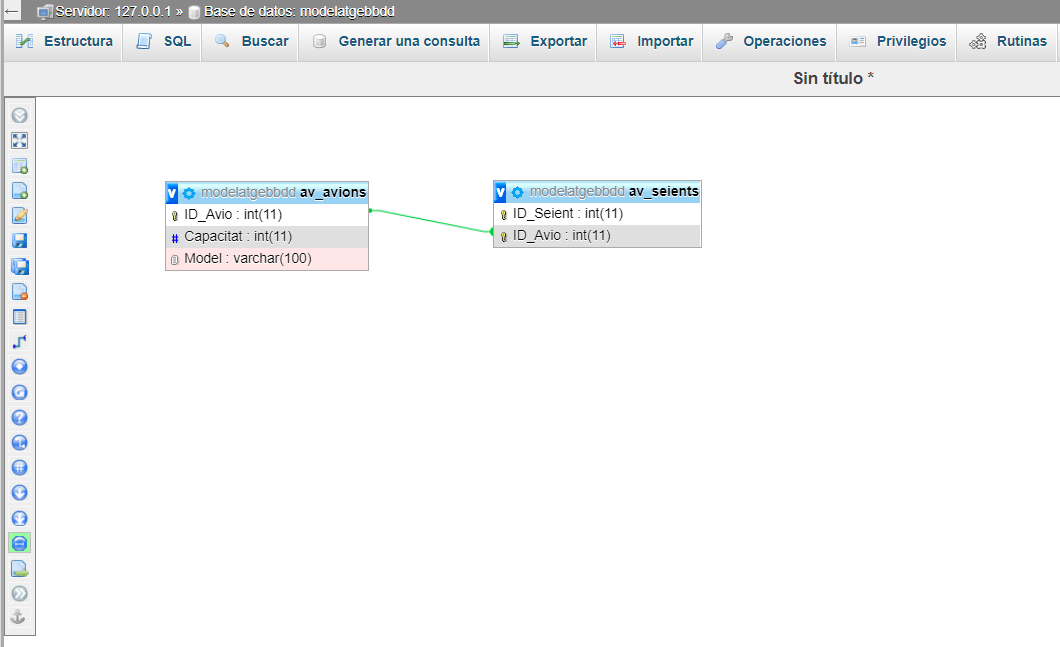 Servidor: 127.0.0.1 » Base de datos: modelatgebbdd
Estructura SQL Buscar Generar una consulta Exportar Importar Operaciones Privilegios Rutinas
Sin título *
v modelatgebbdd av_avions
ID_Avio : int(11)
# Capacitat : int(11)
Model : varchar(100)
v modelatgebbdd av_seients
ID_Seient : int(11)
ID_Avio : int(11)